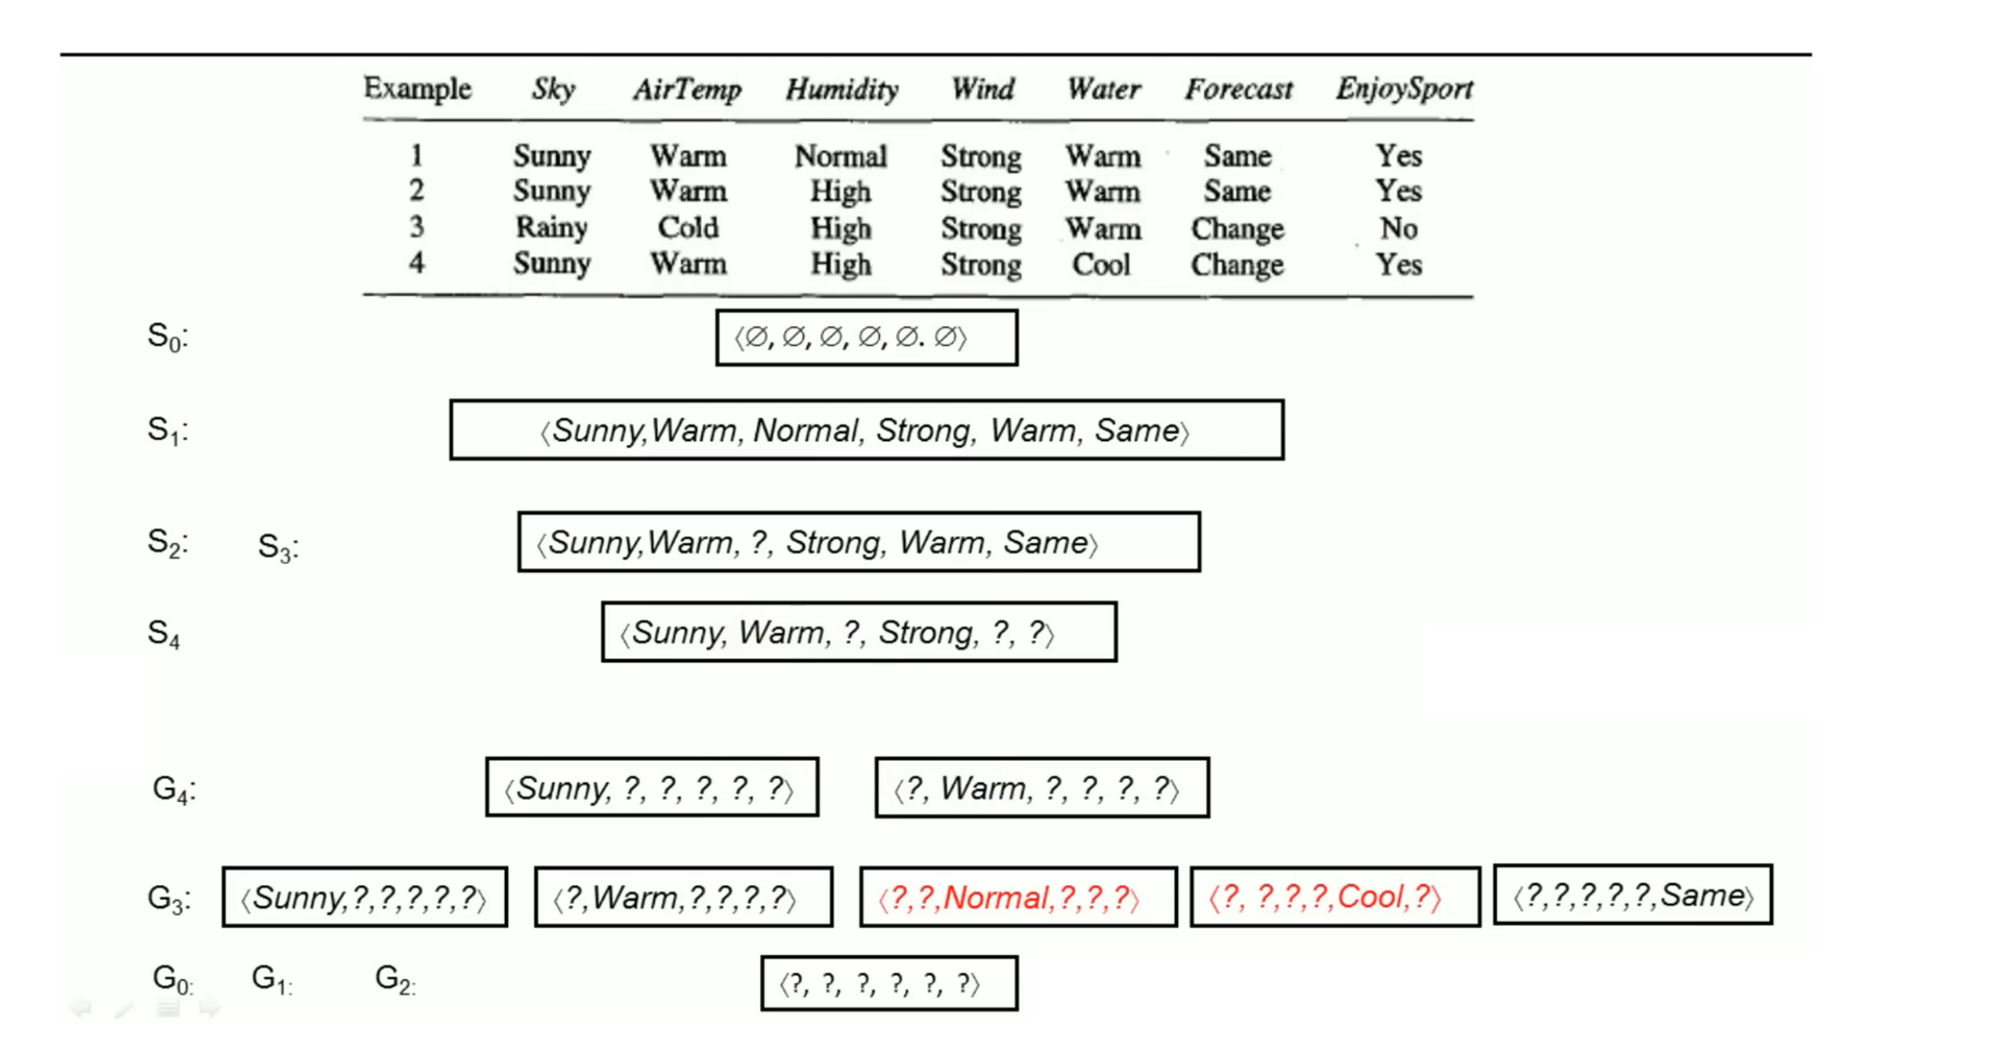 Example Sky AirTemp Humidity Wind Water Forecast EnjoySport
1 Sunny Warm Normal Strong Warm Same Yes
2 Sunny Warm High Strong Warm Same Yes
3 Rainy Cold High Strong Warm Change No
4 Sunny Warm High Strong Cool Change Yes
S₀: ⟨∅, ∅, ∅, ∅, ∅. ∅⟩
S₁: ⟨Sunny,Warm, Normal, Strong, Warm, Same⟩
S₂: S₃: ⟨Sunny,Warm, ?, Strong, Warm, Same⟩
S₄ ⟨Sunny, Warm, ?, Strong, ?, ?⟩
G₄: ⟨Sunny, ?, ?, ?, ?, ?⟩ ⟨?, Warm, ?, ?, ?, ?⟩
G₃: ⟨Sunny,?,?,?,?,?⟩ ⟨?,Warm,?,?,?,?⟩ ⟨?,?,Normal,?,?,?⟩ ⟨?, ?,?,?,Cool,?⟩ ⟨?,?,?,?,?,Same⟩
G₀: G₁: G₂: ⟨?, ?, ?, ?, ?, ?⟩